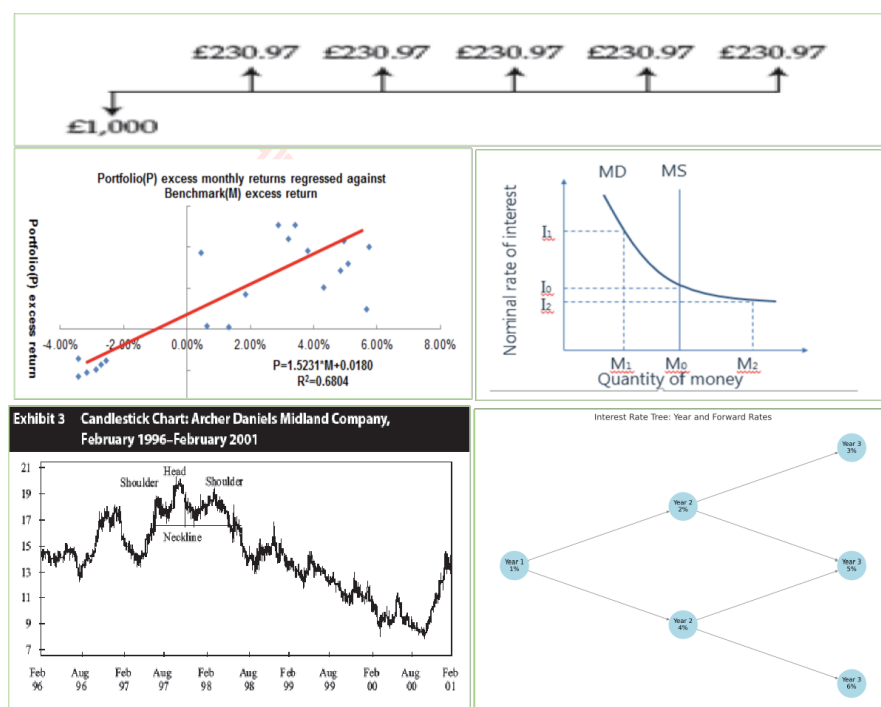 £230.97 £230.97 £230.97 £230.97 £230.97
£1,000
Portfolio(P) excess monthly returns regressed against
Benchmark(M) excess return
Portfolio(P) excess return
-4.00% -2.00% 0.00% 2.00% 4.00% 6.00% 8.00%
P=1.5231*M+0.0180
R²=0.6804
MD MS
Nominal rate of interest
I₁
I₀
I₂
M₁ M₀ M₂
Quantity of money
Exhibit 3 Candlestick Chart: Archer Daniels Midland Company,
February 1996–February 2001
21
19
15
13
11
9
7
Head
Shoulder Shoulder
Neckline
Feb Aug Feb Aug Feb Aug Feb Aug Feb Aug Feb
96 96 97 97 98 98 99 99 00 00 01
Interest Rate Tree: Year and Forward Rates
Year 3
3%
Year 2
2%
Year 1
1%
Year 3
5%
Year 2
4%
Year 3
6%